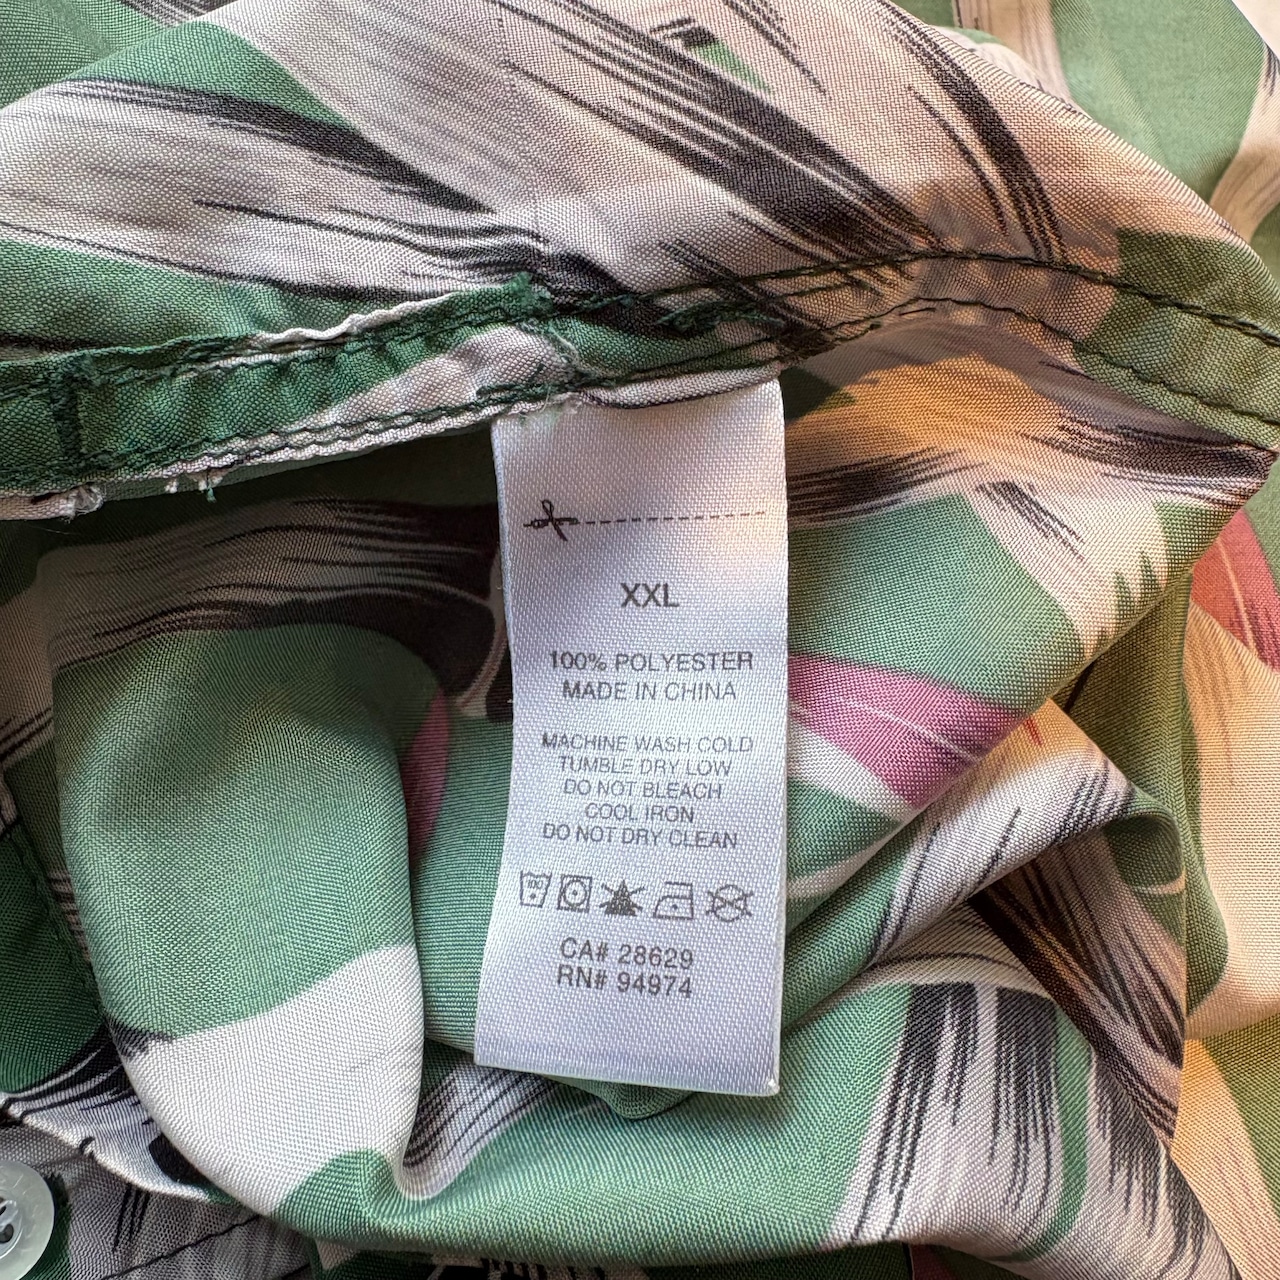 XXL
100% POLYESTER
MADE IN CHINA
MACHINE WASH COLD
TUMBLE DRY LOW
DO NOT BLEACH
COOL IRON
DO NOT DRY CLEAN
CA# 28629
RN# 94974